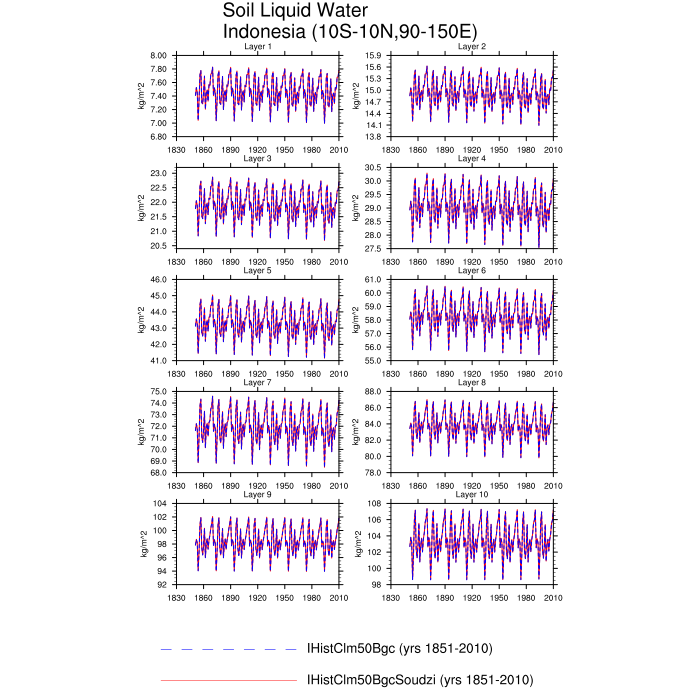 Soil Liquid Water
Indonesia (10S-10N,90-150E)
Layer 1
8.00
7.80
7.60
7.40
7.20
7.00
6.80
kg/m^2
1830 1860 1890 1920 1950 1980 2010
Layer 2
15.9
15.6
15.3
15.0
14.7
14.4
14.1
13.8
kg/m^2
1830 1860 1890 1920 1950 1980 2010
Layer 3
23.0
22.5
22.0
21.5
21.0
20.5
kg/m^2
1830 1860 1890 1920 1950 1980 2010
Layer 4
30.5
30.0
29.5
29.0
28.5
28.0
27.5
kg/m^2
1830 1860 1890 1920 1950 1980 2010
Layer 5
46.0
45.0
44.0
43.0
42.0
41.0
kg/m^2
1830 1860 1890 1920 1950 1980 2010
Layer 6
61.0
60.0
59.0
58.0
57.0
56.0
55.0
kg/m^2
1830 1860 1890 1920 1950 1980 2010
Layer 7
75.0
74.0
73.0
72.0
71.0
70.0
69.0
68.0
kg/m^2
1830 1860 1890 1920 1950 1980 2010
Layer 8
88.0
86.0
84.0
82.0
80.0
78.0
kg/m^2
1830 1860 1890 1920 1950 1980 2010
Layer 9
104
102
100
98
96
94
92
kg/m^2
1830 1860 1890 1920 1950 1980 2010
Layer 10
108
106
104
102
100
98
kg/m^2
1830 1860 1890 1920 1950 1980 2010
IHistClm50Bgc (yrs 1851-2010)
IHistClm50BgcSoudzi (yrs 1851-2010)